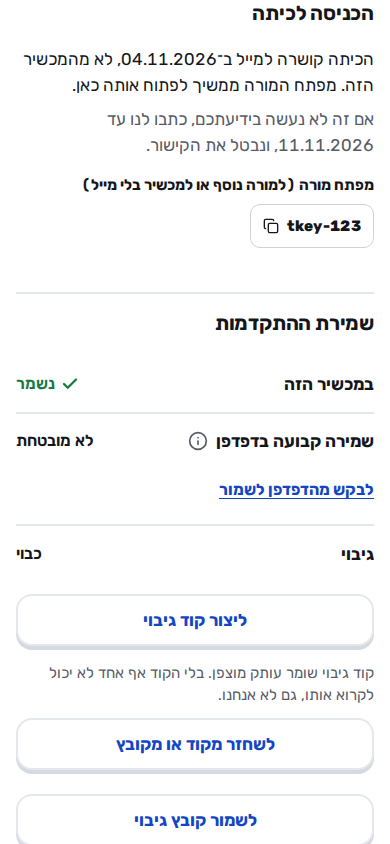 הכניסה לכיתה
הכיתה קושרה למייל ב־04.11.2026, לא מהמכשיר
הזה. מפתח המורה ממשיך לפתוח אותה כאן.
אם זה לא נעשה בידיעתכם, כתבו לנו עד
11.11.2026, ונבטל את הקישור.
מפתח מורה (למורה נוסף או למכשיר בלי מייל)
tkey-123
שמירת ההתקדמות
במכשיר הזה
נשמר
שמירה קבועה בדפדפן
לא מובטחת
לבקש מהדפדפן לשמור
גיבוי
כבוי
ליצור קוד גיבוי
קוד גיבוי שומר עותק מוצפן. בלי הקוד אף אחד לא יכול
לקרוא אותו, גם לא אנחנו.
לשחזר מקוד או מקובץ
לשמור קובץ גיבוי